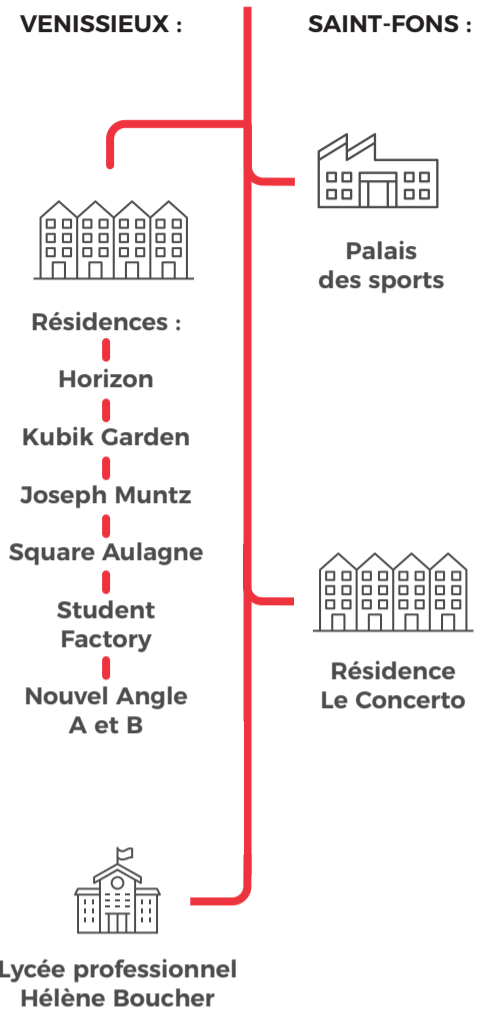 VENISSIEUX :
SAINT-FONS :
Palais
des sports
Résidences :
Horizon
Kubik Garden
Joseph Muntz
Square Aulagne
Student
Factory
Nouvel Angle
A et B
Résidence
Le Concerto
Lycée professionnel
Hélène Boucher